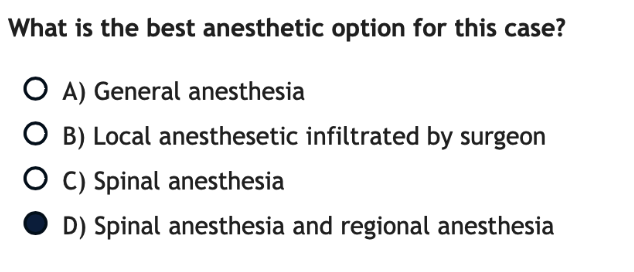 What is the best anesthetic option for this case?
A) General anesthesia
B) Local anesthesetic infiltrated by surgeon
C) Spinal anesthesia
D) Spinal anesthesia and regional anesthesia